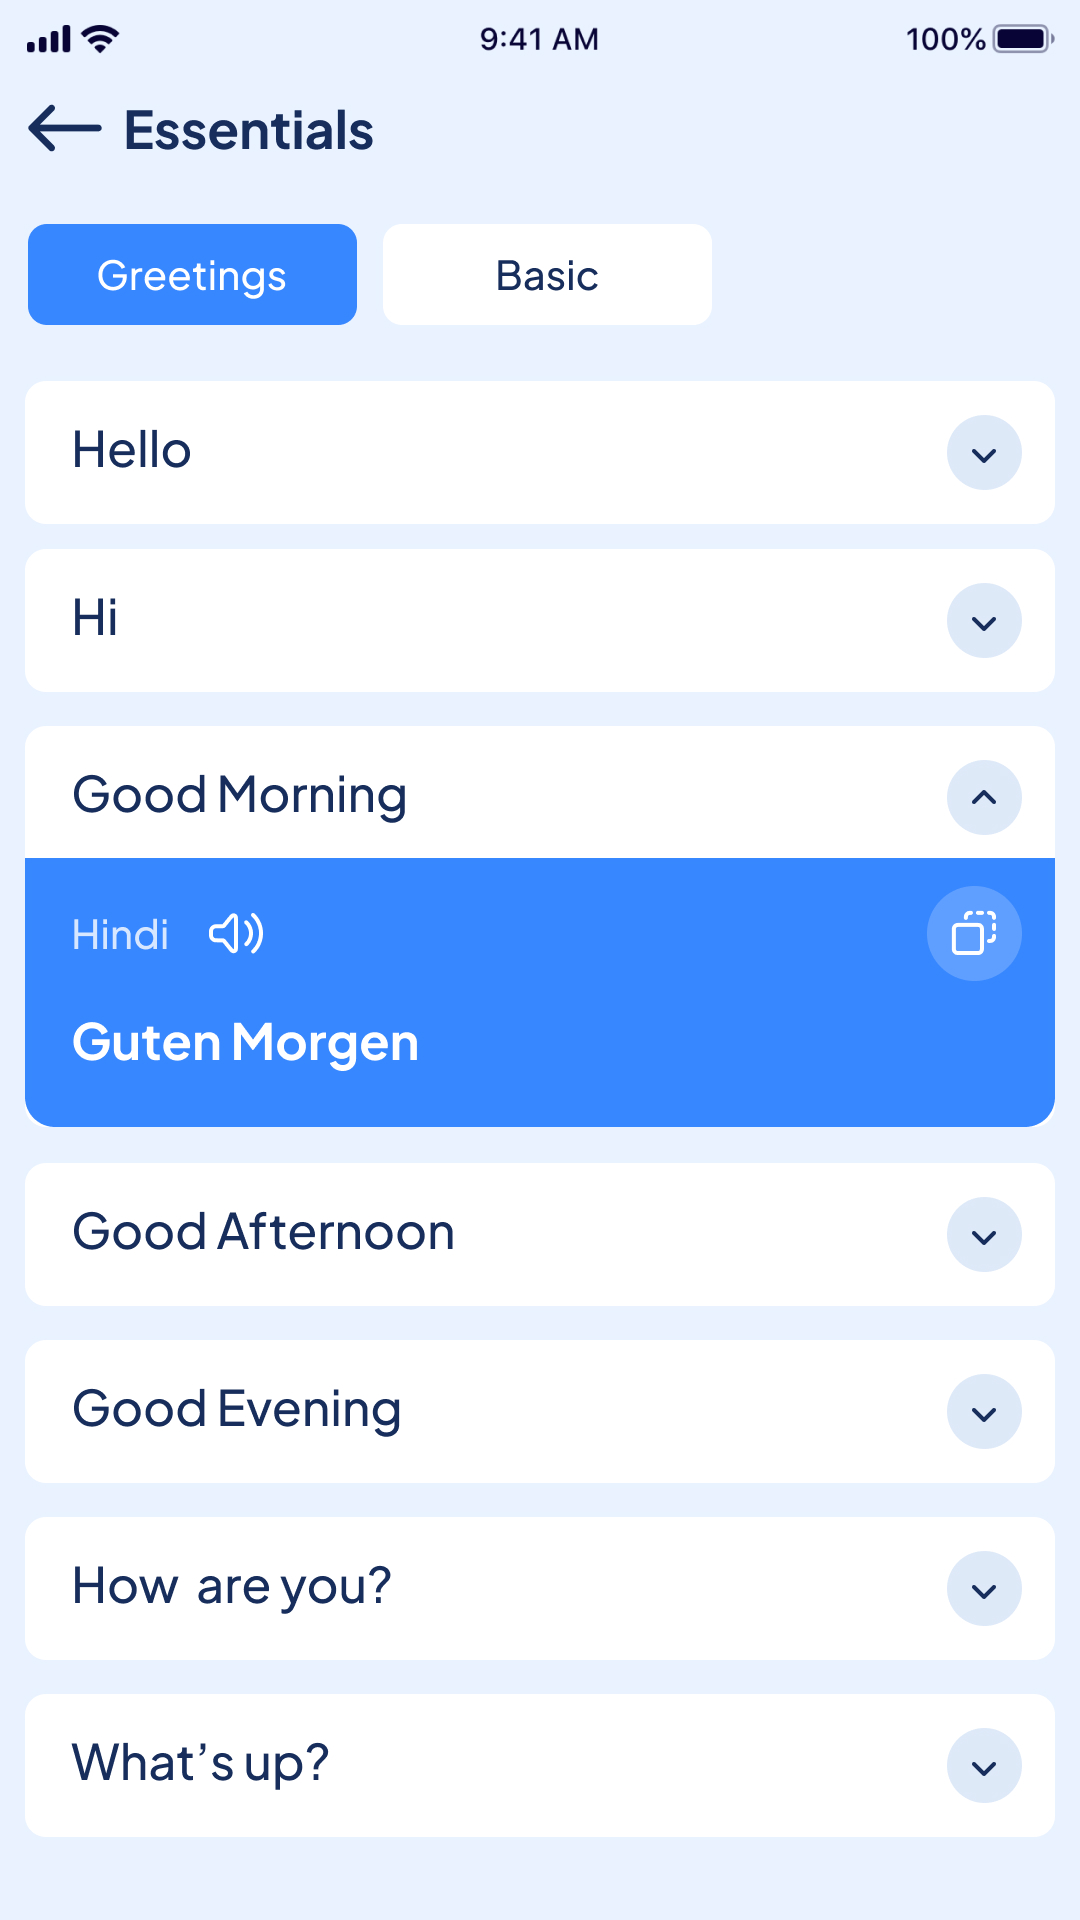 9:41 AM
100%
Essentials
Greetings
Basic
Hello
Hi
Good Morning
Hindi
Guten Morgen
Good Afternoon
Good Evening
How  are you?
What’s up?